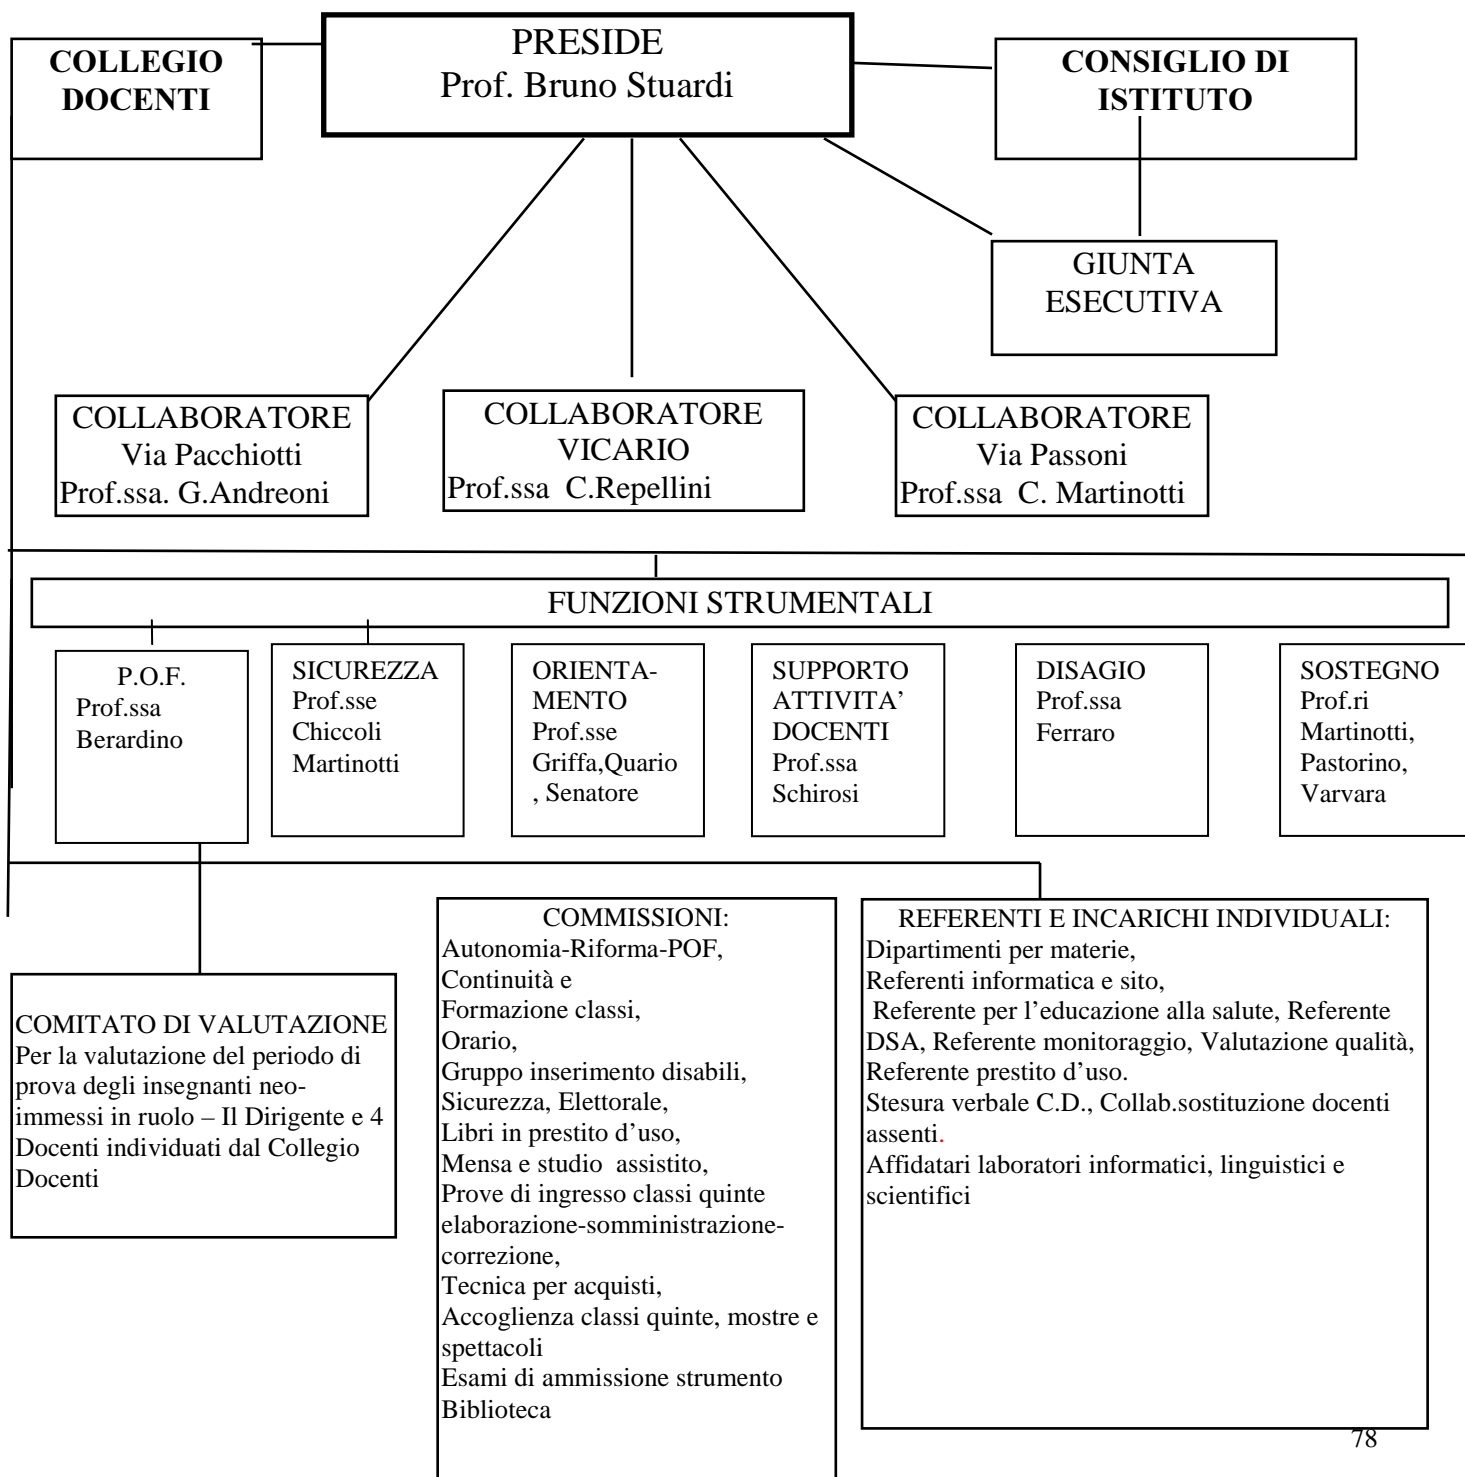 COLLEGIO
DOCENTI
PRESIDE
Prof. Bruno Stuardi
CONSIGLIO DI
ISTITUTO
GIUNTA
ESECUTIVA
COLLABORATORE
Via Pacchiotti
Prof.ssa. G.Andreoni
COLLABORATORE
VICARIO
Prof.ssa C.Repellini
COLLABORATORE
Via Passoni
Prof.ssa C. Martinotti
FUNZIONI STRUMENTALI
P.O.F.
Prof.ssa
Berardino
SICUREZZA
Prof.sse
Chiccoli
Martinotti
ORIENTA-
MENTO
Prof.sse
Griffa,Quario
, Senatore
SUPPORTO
ATTIVITA’
DOCENTI
Prof.ssa
Schirosi
DISAGIO
Prof.ssa
Ferraro
SOSTEGNO
Prof.ri
Martinotti,
Pastorino,
Varvara
COMITATO DI VALUTAZIONE
Per la valutazione del periodo di
prova degli insegnanti neo-
immessi in ruolo – Il Dirigente e 4
Docenti individuati dal Collegio
Docenti
COMMISSIONI:
Autonomia-Riforma-POF,
Continuità e
Formazione classi,
Orario,
Gruppo inserimento disabili,
Sicurezza, Elettorale,
Libri in prestito d’uso,
Mensa e studio assistito,
Prove di ingresso classi quinte
elaborazione-somministrazione-
correzione,
Tecnica per acquisti,
Accoglienza classi quinte, mostre e
spettacoli
Esami di ammissione strumento
Biblioteca
REFERENTI E INCARICHI INDIVIDUALI:
Dipartimenti per materie,
Referenti informatica e sito,
Referente per l’educazione alla salute, Referente
DSA, Referente monitoraggio, Valutazione qualità,
Referente prestito d’uso.
Stesura verbale C.D., Collab.sostituzione docenti
assenti.
Affidatari laboratori informatici, linguistici e
scientifici
78